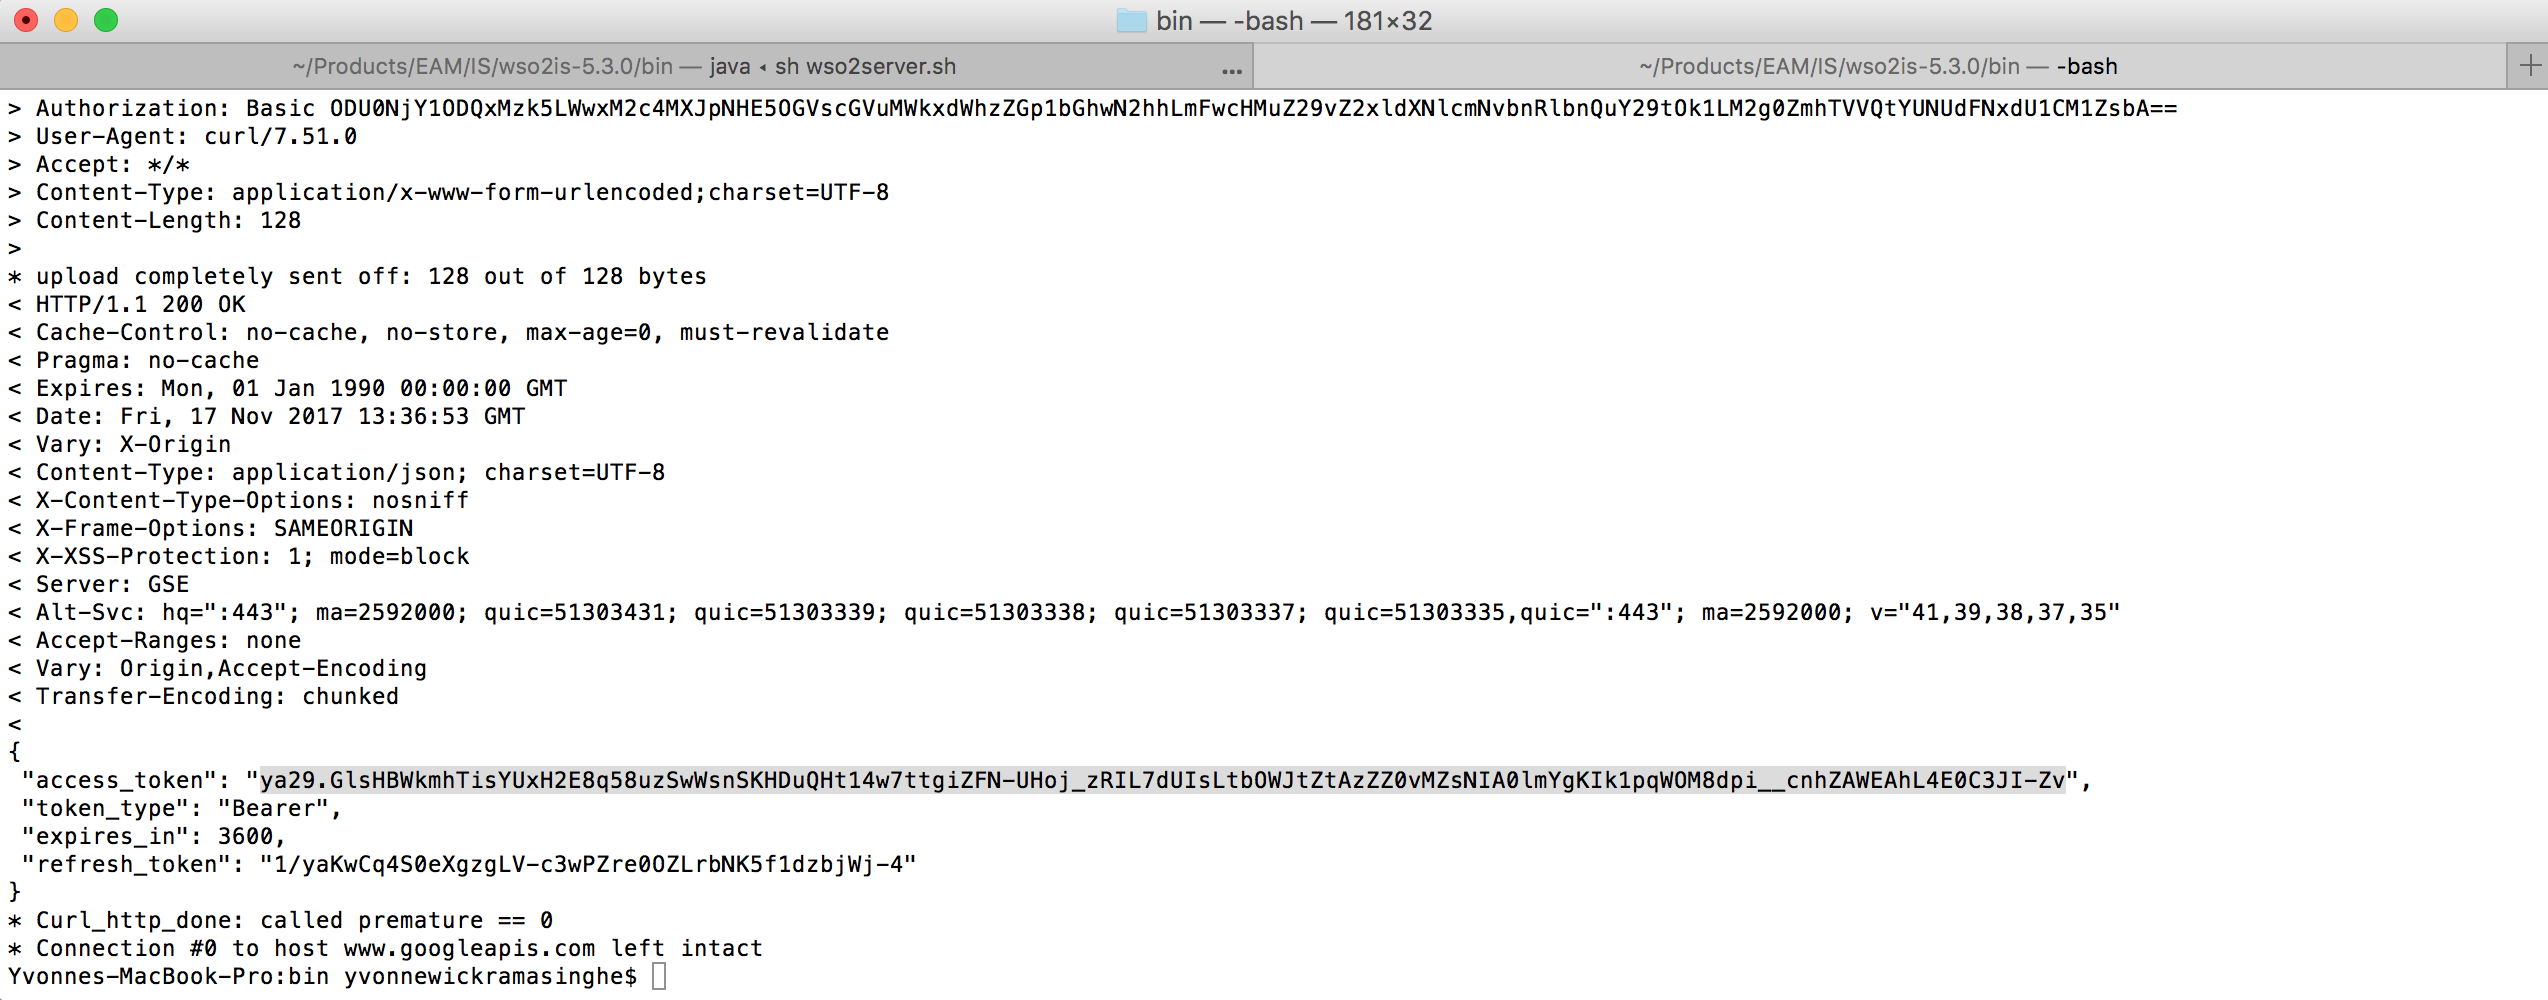 bin — -bash — 181×32
~/Products/EAM/IS/wso2is-5.3.0/bin — java ◂ sh wso2server.sh ...
~/Products/EAM/IS/wso2is-5.3.0/bin — -bash
> Authorization: Basic ODU0NjY1ODQxMzk5LWwxM2c4MXJpNHE5OGVscGVuMWkxdWhzZGp1bGhwN2hhLmFwcHMuZ29vZ2xldXNlcmNvbnRlbnQuY29tOk1LM2g0ZmhTVVQtYUNUdFNxdU1CM1ZsbA==
> User-Agent: curl/7.51.0
> Accept: */*
> Content-Type: application/x-www-form-urlencoded;charset=UTF-8
> Content-Length: 128
>
* upload completely sent off: 128 out of 128 bytes
< HTTP/1.1 200 OK
< Cache-Control: no-cache, no-store, max-age=0, must-revalidate
< Pragma: no-cache
< Expires: Mon, 01 Jan 1990 00:00:00 GMT
< Date: Fri, 17 Nov 2017 13:36:53 GMT
< Vary: X-Origin
< Content-Type: application/json; charset=UTF-8
< X-Content-Type-Options: nosniff
< X-Frame-Options: SAMEORIGIN
< X-XSS-Protection: 1; mode=block
< Server: GSE
< Alt-Svc: hq=":443"; ma=2592000; quic=51303431; quic=51303339; quic=51303338; quic=51303337; quic=51303335,quic=":443"; ma=2592000; v="41,39,38,37,35"
< Accept-Ranges: none
< Vary: Origin,Accept-Encoding
< Transfer-Encoding: chunked
<
{
"access_token": "ya29.GlsHBWkmhTisYUxH2E8q58uzSwWsnSKHDuQHt14w7ttgiZFN-UHoj_zRIL7dUIsLtbOWJtZtAzZZ0vMZsNIA0lmYgKIk1pqWOM8dpi__cnhZAWEAhL4E0C3JI-Zv",
"token_type": "Bearer",
"expires_in": 3600,
"refresh_token": "1/yaKwCq4S0eXgzgLV-c3wPZre0OZLrbNK5f1dzbjWj-4"
}
* Curl_http_done: called premature == 0
* Connection #0 to host www.googleapis.com left intact
Yvonnes-MacBook-Pro:bin yvonnewickramasinghe$